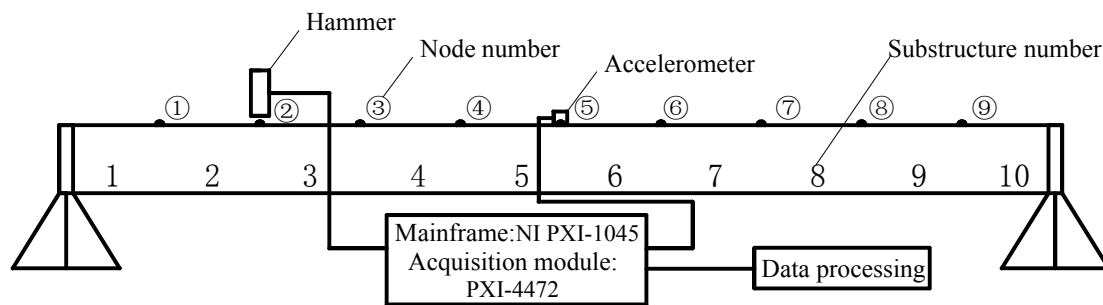 Hammer
Node number
Substructure number
Accelerometer
① ② ③ ④ ⑤ ⑥ ⑦ ⑧ ⑨
1 2 3 4 5 6 7 8 9 10
Mainframe:NI PXI-1045
Acquisition module:
PXI-4472
Data processing